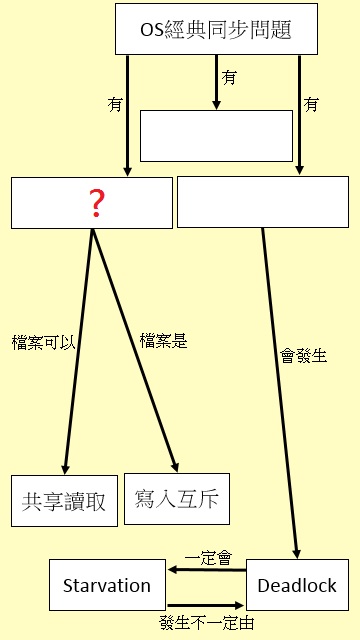 OS經典同步問題
有
有
有
?
檔案可以
檔案是
會發生
共享讀取
寫入互斥
一定會
Starvation
Deadlock
發生不一定由